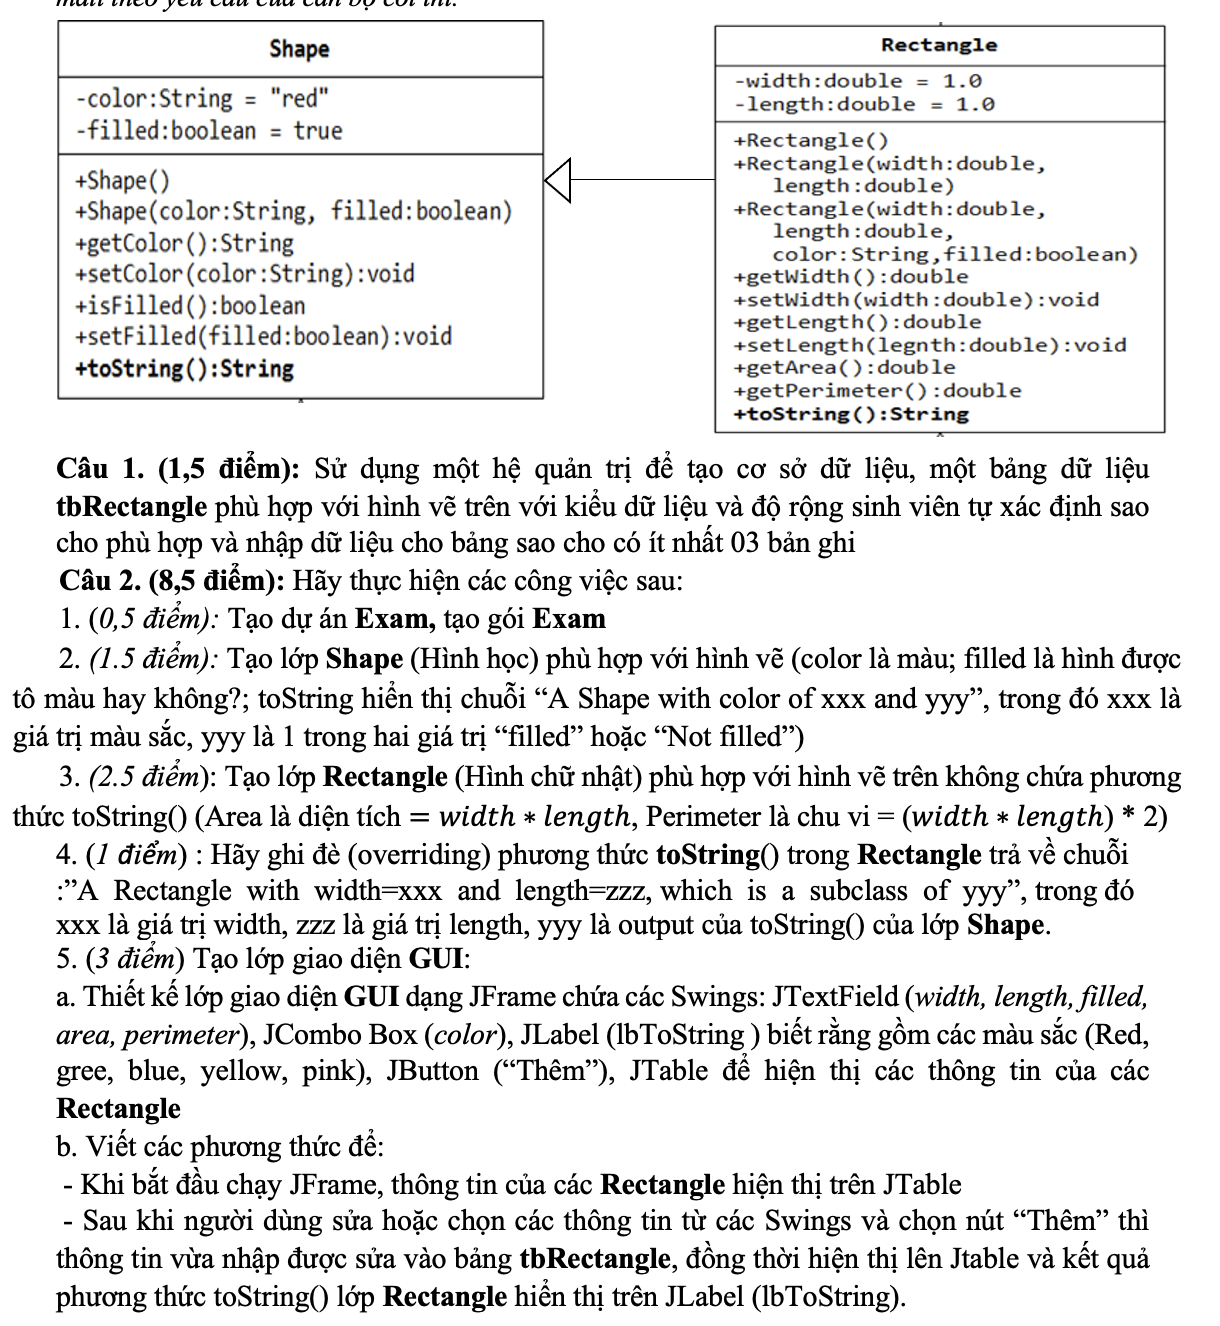 mất theo yêu cầu của cán bộ coi thi.
Shape
-color:String = "red"
-filled:boolean = true
+Shape()
+Shape(color:String, filled:boolean)
+getColor():String
+setColor(color:String):void
+isFilled():boolean
+setFilled(filled:boolean):void
+toString():String
Rectangle
-width:double = 1.0
-length:double = 1.0
+Rectangle()
+Rectangle(width:double,
length:double)
+Rectangle(width:double,
length:double,
color:String,filled:boolean)
+getWidth():double
+setWidth(width:double):void
+getLength():double
+setLength(legnth:double):void
+getArea():double
+getPerimeter():double
+toString():String
Câu 1. (1,5 điểm): Sử dụng một hệ quản trị để tạo cơ sở dữ liệu, một bảng dữ liệu
tbRectangle phù hợp với hình vẽ trên với kiểu dữ liệu và độ rộng sinh viên tự xác định sao
cho phù hợp và nhập dữ liệu cho bảng sao cho có ít nhất 03 bản ghi
Câu 2. (8,5 điểm): Hãy thực hiện các công việc sau:
1. (0,5 điểm): Tạo dự án Exam, tạo gói Exam
2. (1.5 điểm): Tạo lớp Shape (Hình học) phù hợp với hình vẽ (color là màu; filled là hình được
tô màu hay không?; toString hiển thị chuỗi “A Shape with color of xxx and yyy”, trong đó xxx là
giá trị màu sắc, yyy là 1 trong hai giá trị “filled” hoặc “Not filled”)
3. (2.5 điểm): Tạo lớp Rectangle (Hình chữ nhật) phù hợp với hình vẽ trên không chứa phương
thức toString() (Area là diện tích = width * length, Perimeter là chu vi = (width * length) * 2)
4. (1 điểm) : Hãy ghi đè (overriding) phương thức toString() trong Rectangle trả về chuỗi
:”A Rectangle with width=xxx and length=zzz, which is a subclass of yyy”, trong đó
xxx là giá trị width, zzz là giá trị length, yyy là output của toString() của lớp Shape.
5. (3 điểm) Tạo lớp giao diện GUI:
a. Thiết kế lớp giao diện GUI dạng JFrame chứa các Swings: JTextField (width, length, filled,
area, perimeter), JCombo Box (color), JLabel (lbToString ) biết rằng gồm các màu sắc (Red,
gree, blue, yellow, pink), JButton (“Thêm”), JTable để hiện thị các thông tin của các
Rectangle
b. Viết các phương thức để:
- Khi bắt đầu chạy JFrame, thông tin của các Rectangle hiện thị trên JTable
- Sau khi người dùng sửa hoặc chọn các thông tin từ các Swings và chọn nút “Thêm” thì
thông tin vừa nhập được sửa vào bảng tbRectangle, đồng thời hiện thị lên Jtable và kết quả
phương thức toString() lớp Rectangle hiển thị trên JLabel (lbToString).